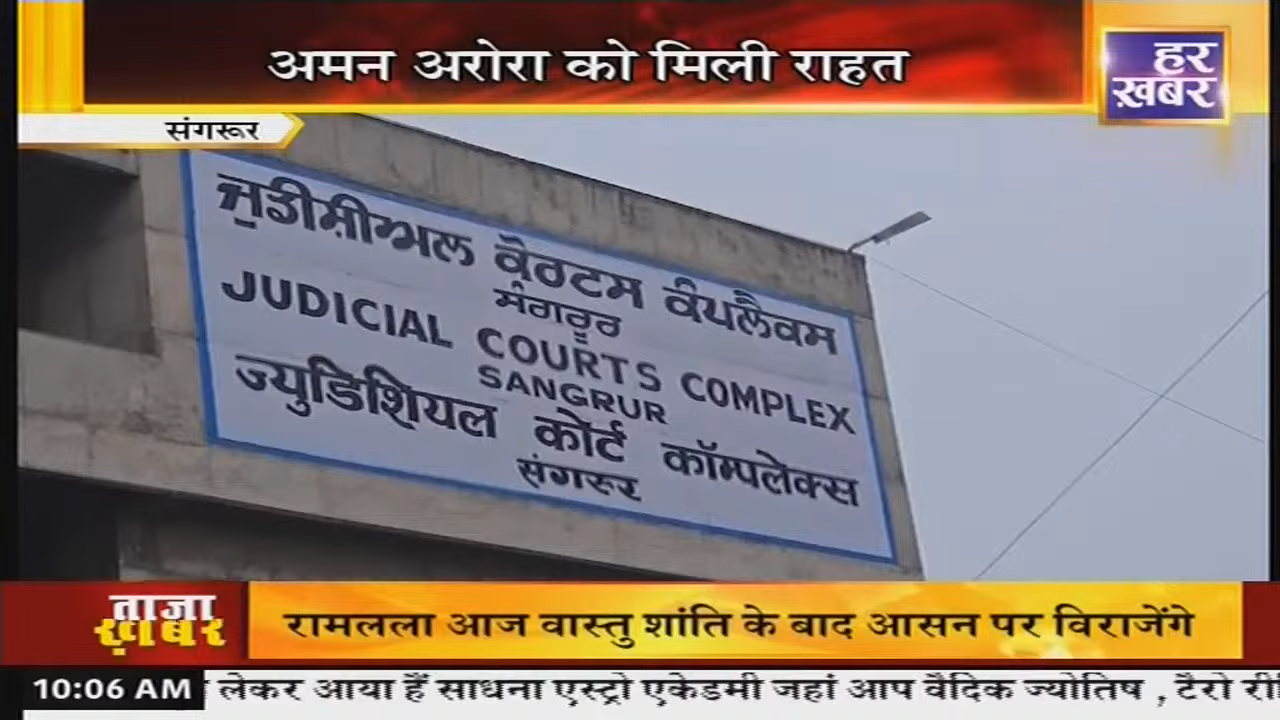 अमन अरोरा को मिली राहत
हर
ख़बर
संगरूर
ਜੁਡੀਸ਼ੀਅਲ ਕੋਰਟਸ ਕੰਪਲੈਕਸ
ਸੰਗਰੂਰ
JUDICIAL COURTS COMPLEX
SANGRUR
ज्युडिशियल कोर्ट कॉम्पलेक्स
संगरूर
ताज़ा
ख़बर
रामलला आज वास्तु शांति के बाद आसन पर विराजेंगे
10:06 AM
लेकर आया हैं साधना एस्ट्रो एकेडमी जहां आप वैदिक ज्योतिष , टैरो